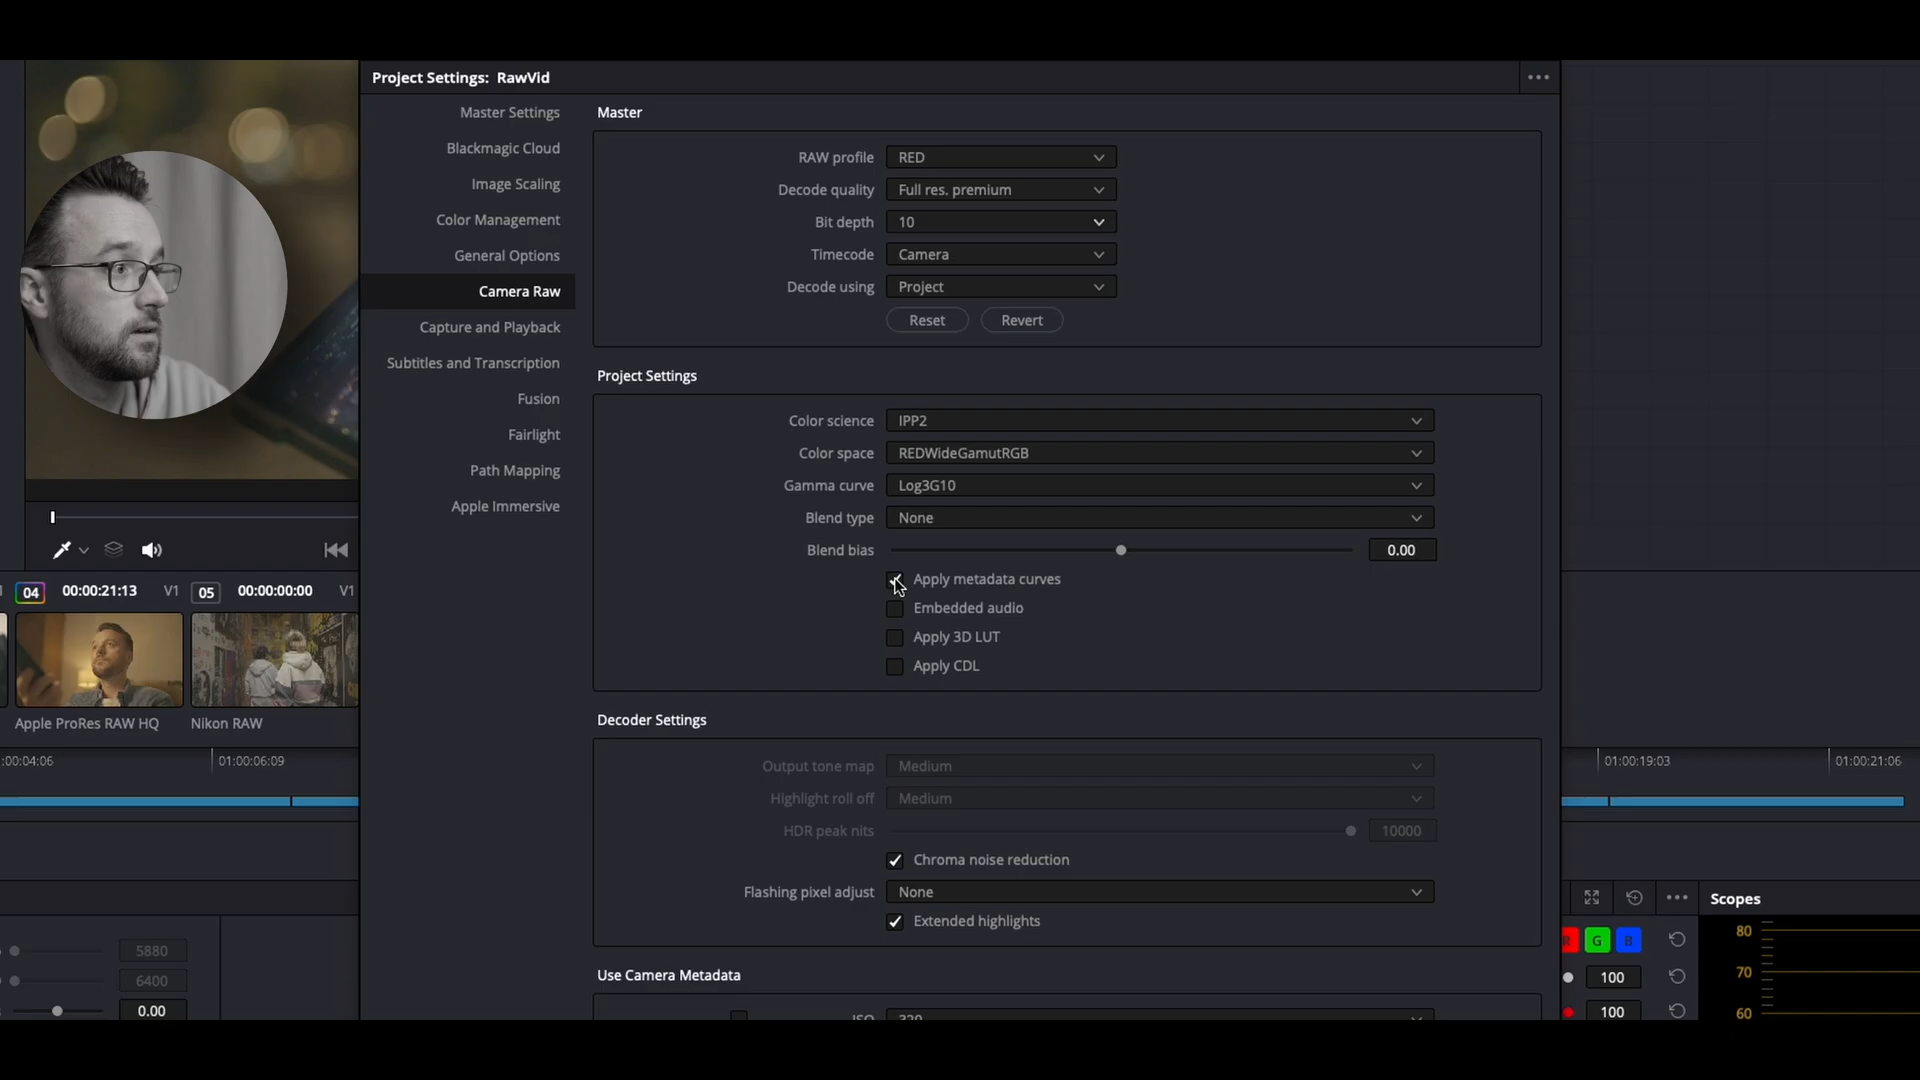 Project Settings: RawVid
Master Settings
Blackmagic Cloud
Image Scaling
Color Management
General Options
Camera Raw
Capture and Playback
Subtitles and Transcription
Fusion
Fairlight
Path Mapping
Apple Immersive
Master
RAW profile RED
Decode quality Full res. premium
Bit depth 10
Timecode Camera
Decode using Project
Reset Revert
Project Settings
Color science IPP2
Color space REDWideGamutRGB
Gamma curve Log3G10
Blend type None
Blend bias 0.00
Apply metadata curves
Embedded audio
Apply 3D LUT
Apply CDL
Decoder Settings
Output tone map Medium
Highlight roll off Medium
HDR peak nits 10000
Chroma noise reduction
Flashing pixel adjust None
Extended highlights
Use Camera Metadata
ISO 320
04 00:00:21:13 V1 05 00:00:00:00 V1
Apple ProRes RAW HQ Nikon RAW
:00:04:06 01:00:06:09
01:00:19:03 01:00:21:06
5880
6400
0.00
Scopes
R G B
100
100
80
70
60